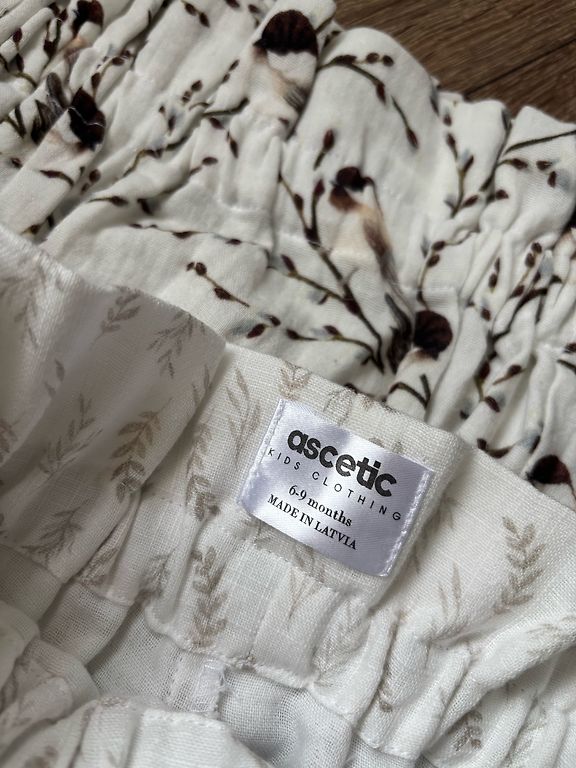 ascetic
KIDS CLOTHING
6-9 months
MADE IN LATVIA